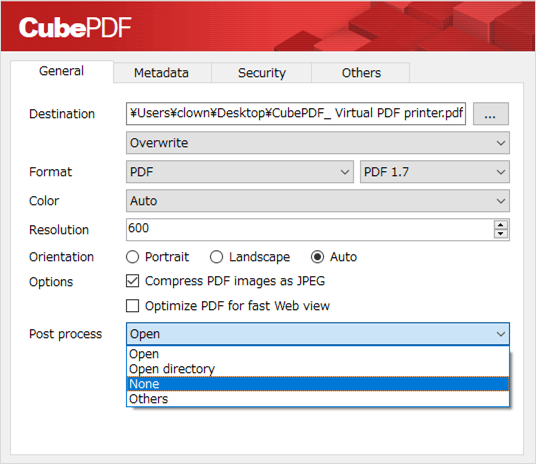 CubePDF
General Metadata Security Others
Destination ¥Users¥clown¥Desktop¥CubePDF_ Virtual PDF printer.pdf ...
Overwrite
Format PDF PDF 1.7
Color Auto
Resolution 600
Orientation Portrait Landscape Auto
Options Compress PDF images as JPEG
Optimize PDF for fast Web view
Post process Open
Open
Open directory
None
Others